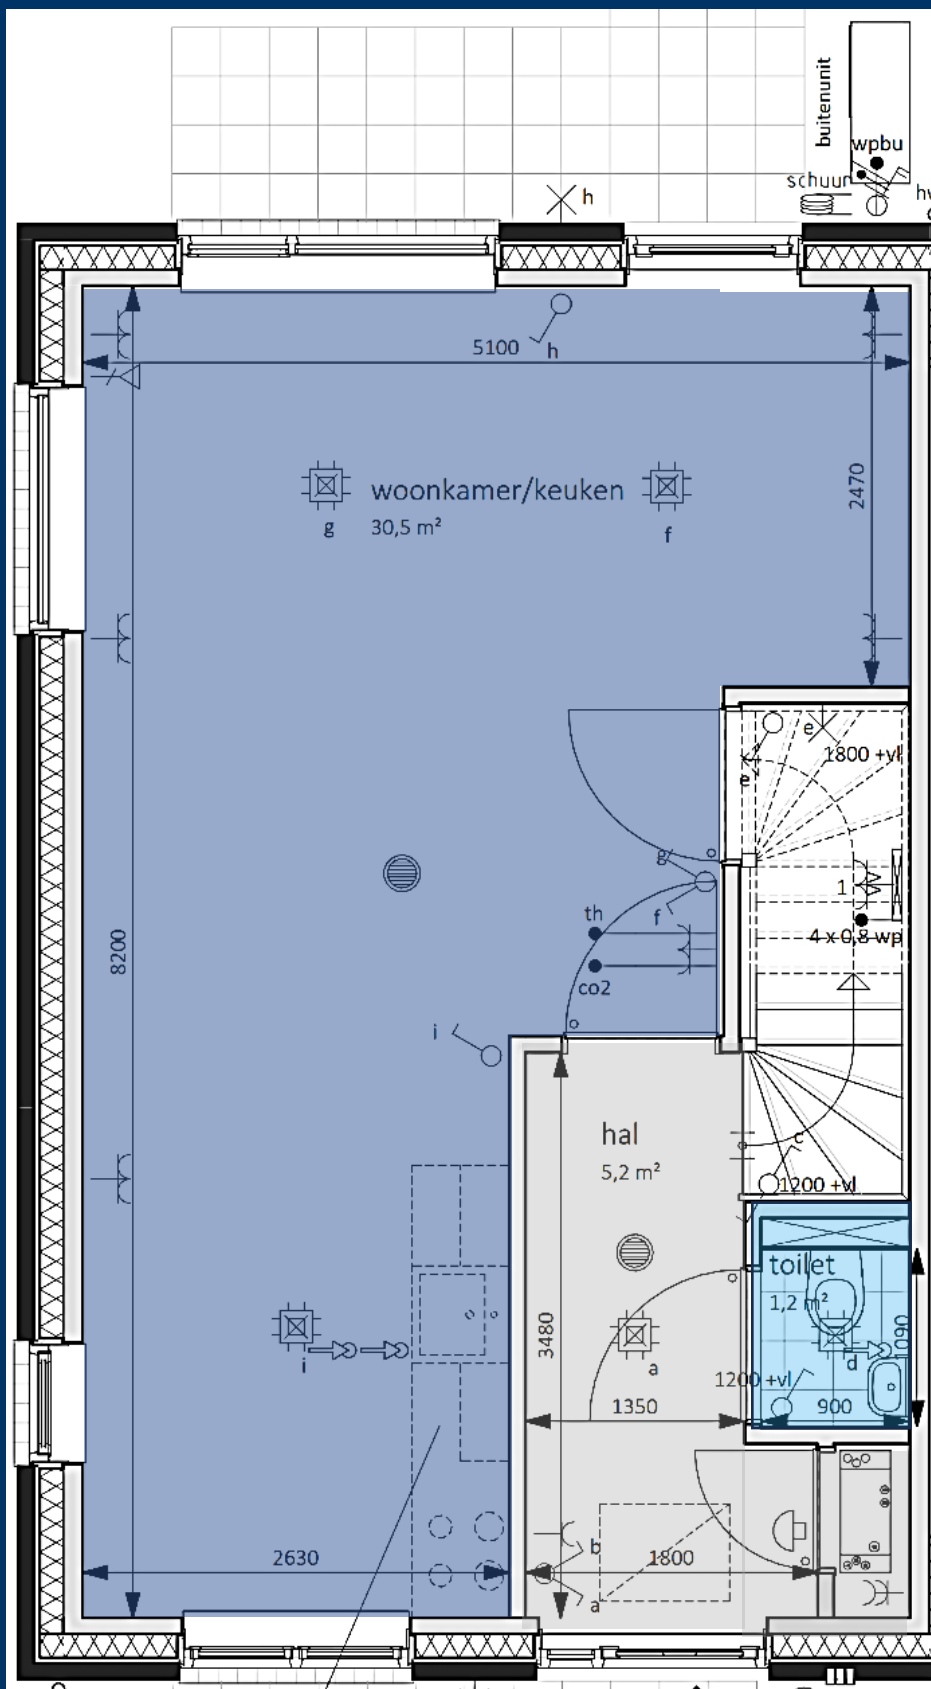 buitenunit
wpbu
schuur
h
h
5100
2470
woonkamer/keuken
30,5 m²
g
f
e
1800 +vl
e
g
f
1
th
4 x 0,8 wp
co2
8200
i
hal
5,2 m²
c
1200 +vl
toilet
1,2 m²
1090
3480
i
a
d
1200 +vl
1350
900
2630
b
1800
a